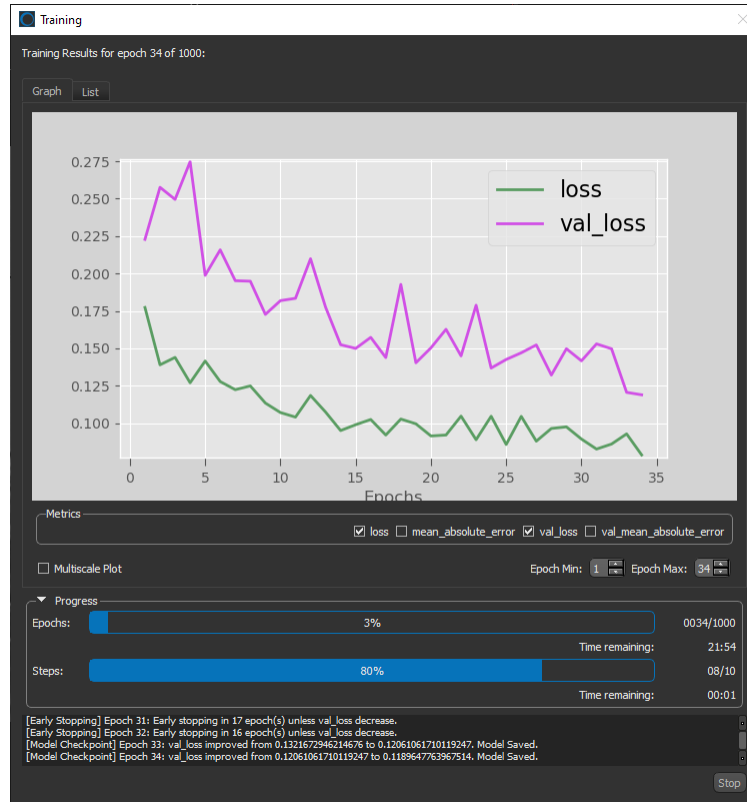 Training
Training Results for epoch 34 of 1000:
Graph
List
0.275
0.250
0.225
0.200
0.175
0.150
0.125
0.100
loss
val_loss
0 5 10 15 20 25 30 35
Epochs
Metrics
loss mean_absolute_error val_loss val_mean_absolute_error
Multiscale Plot
Epoch Min: 1 Epoch Max: 34
Progress
Epochs: 3% 0034/1000
Time remaining: 21:54
Steps: 80% 08/10
Time remaining: 00:01
[Early Stopping] Epoch 31: Early stopping in 17 epoch(s) unless val_loss decrease.
[Early Stopping] Epoch 32: Early stopping in 16 epoch(s) unless val_loss decrease.
[Model Checkpoint] Epoch 33: val_loss improved from 0.1321672946214676 to 0.12061061710119247. Model Saved.
[Model Checkpoint] Epoch 34: val_loss improved from 0.12061061710119247 to 0.1189647763967514. Model Saved.
Stop